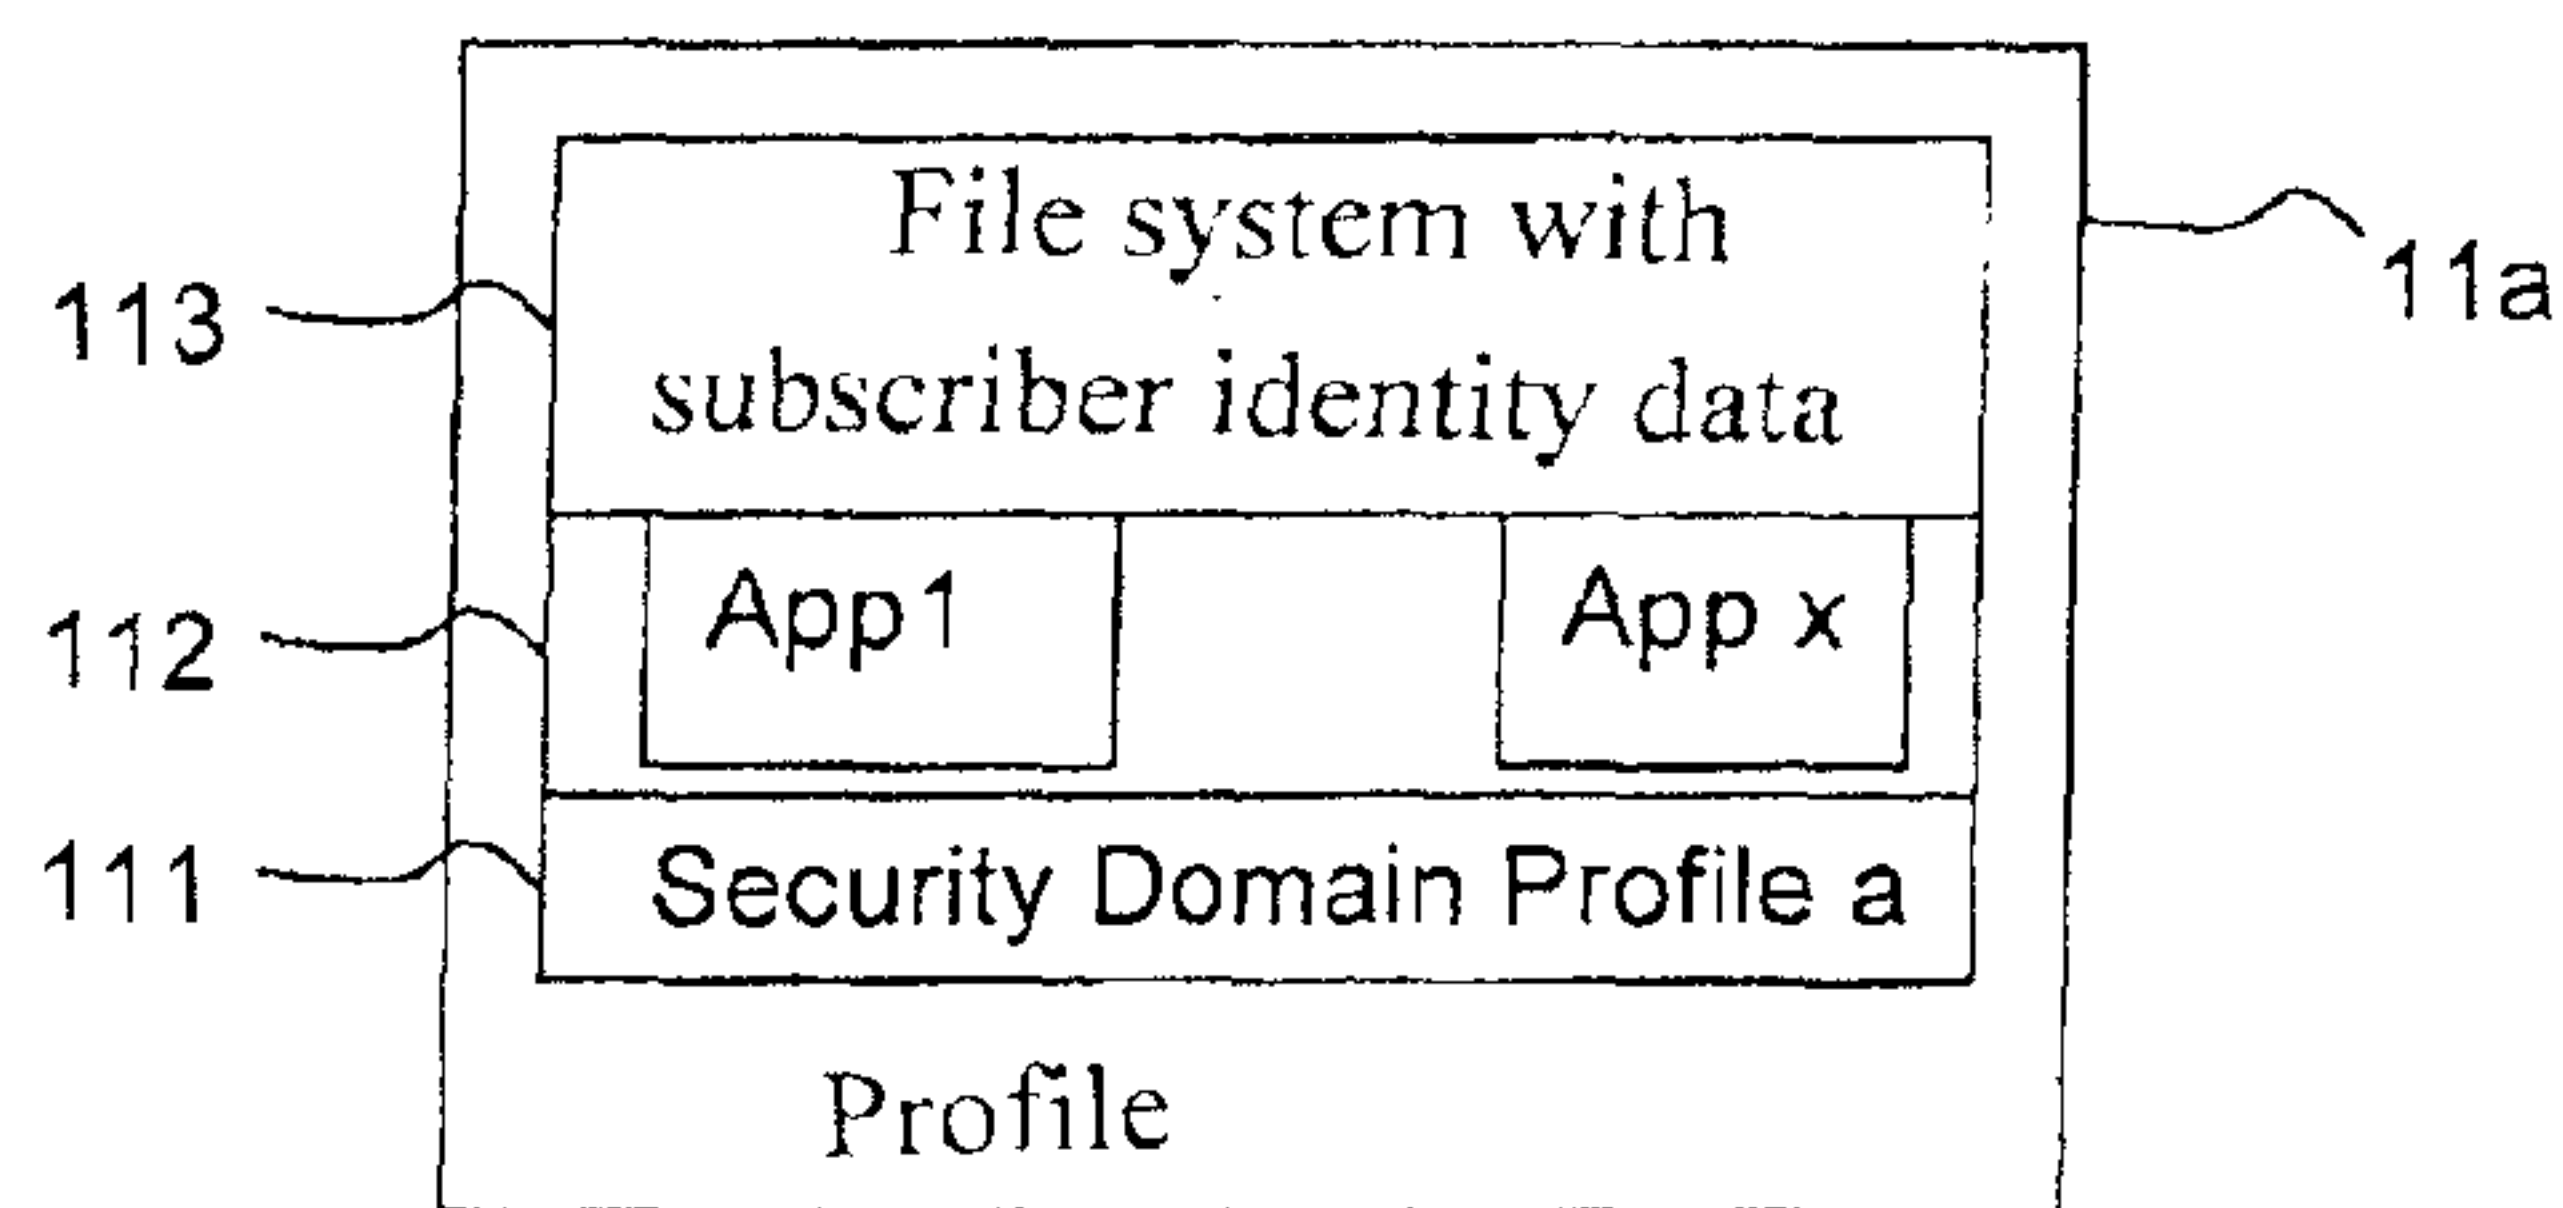 File system with
113
11a
subscriber identity data
App1
App x
112
111
Security Domain Profile a
Profile